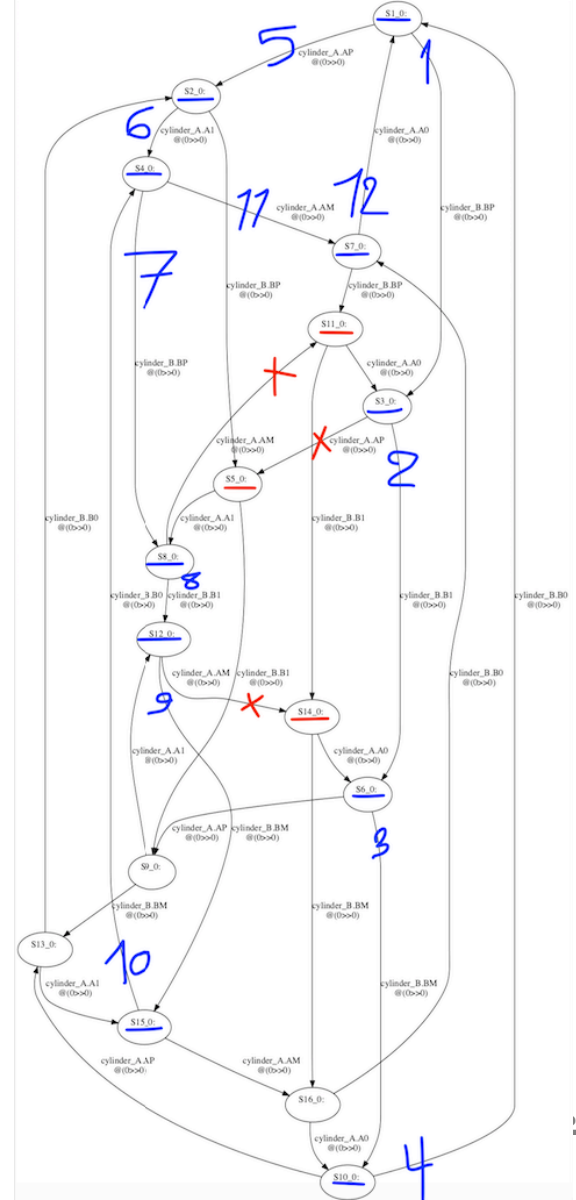 S1_0:
5
1
cylinder_A.AP
@(0>>0)
S2_0:
6
cylinder_A.A1
@(0>>0)
cylinder_A.A0
@(0>>0)
S4_0:
11
12
cylinder_A.AM
@(0>>0)
cylinder_B.BP
@(0>>0)
S7_0:
7
cylinder_B.BP
@(0>>0)
cylinder_B.BP
@(0>>0)
S11_0:
cylinder_B.BP
@(0>>0)
cylinder_A.A0
@(0>>0)
X
S3_0:
cylinder_A.AM
@(0>>0)
X
cylinder_A.AP
@(0>>0)
2
S5_0:
cylinder_B.B0
@(0>>0)
cylinder_A.A1
@(0>>0)
cylinder_B.B1
@(0>>0)
S8_0:
8
cylinder_B.B0
@(0>>0)
cylinder_B.B1
@(0>>0)
cylinder_B.B1
@(0>>0)
cylinder_B.B0
@(0>>0)
S12_0:
cylinder_A.AM
@(0>>0)
cylinder_B.B1
@(0>>0)
cylinder_B.B0
@(0>>0)
9
X
S14_0:
cylinder_A.A1
@(0>>0)
cylinder_A.A0
@(0>>0)
S6_0:
cylinder_A.AP
@(0>>0)
cylinder_B.BM
@(0>>0)
3
S9_0:
cylinder_B.BM
@(0>>0)
cylinder_B.BM
@(0>>0)
S13_0:
10
cylinder_A.A1
@(0>>0)
cylinder_B.BM
@(0>>0)
S15_0:
cylinder_A.AP
@(0>>0)
cylinder_A.AM
@(0>>0)
S16_0:
cylinder_A.A0
@(0>>0)
4
S10_0: